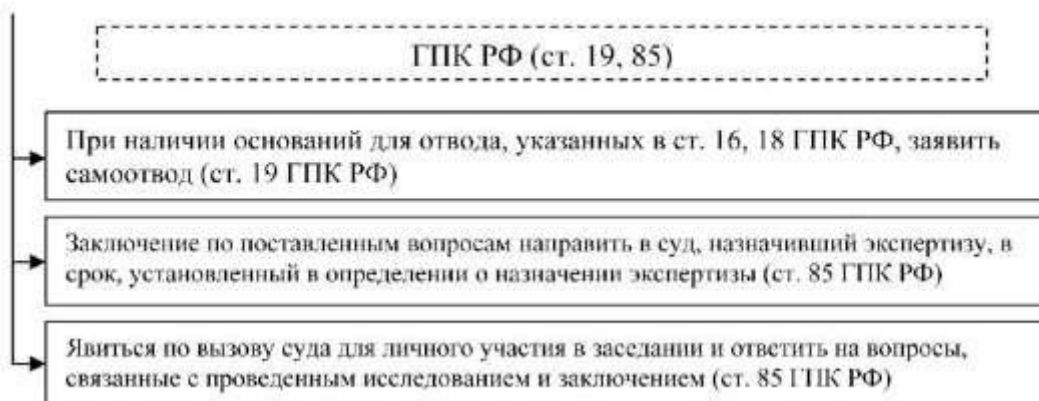 ГПК РФ (ст. 19, 85)
При наличии оснований для отвода, указанных в ст. 16, 18 ГПК РФ, заявить
самоотвод (ст. 19 ГПК РФ)
Заключение по поставленным вопросам направить в суд, назначивший экспертизу, в
срок, установленный в определении о назначении экспертизы (ст. 85 ГПК РФ)
Явиться по вызову суда для личного участия в заседании и ответить на вопросы,
связанные с проведенным исследованием и заключением (ст. 85 ГПК РФ)